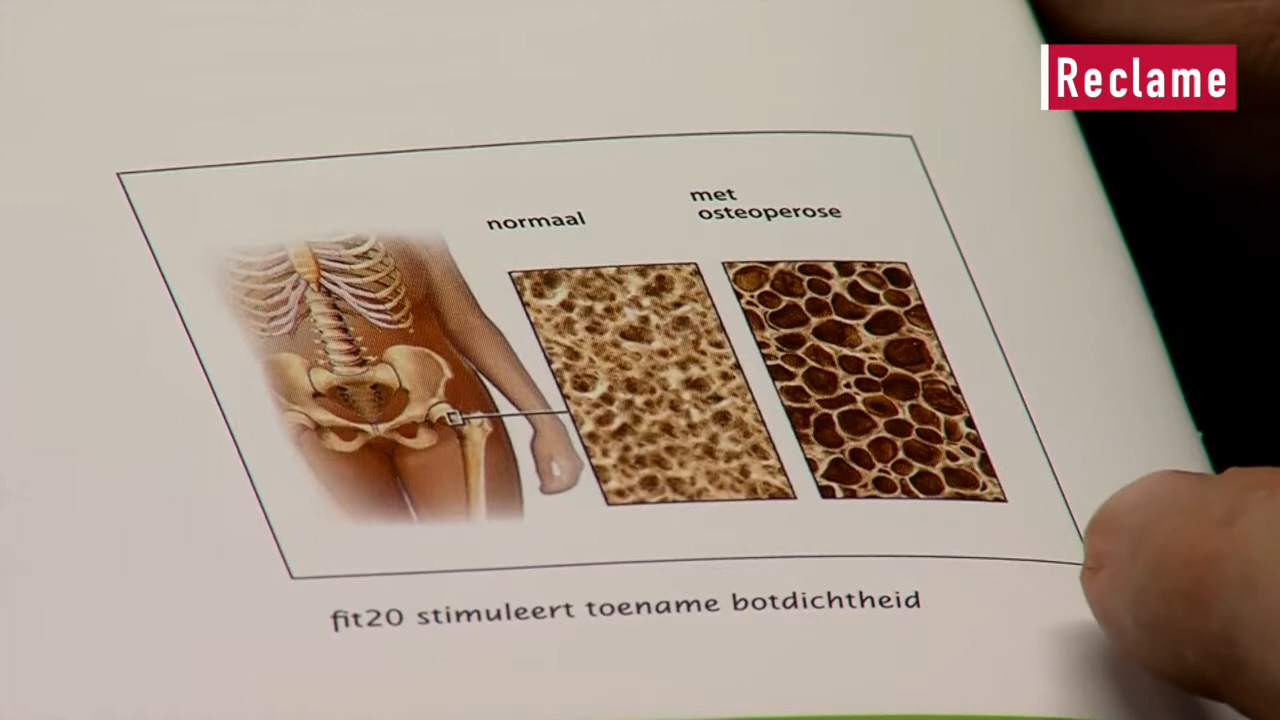 Reclame
normaal
met
osteoperose
fit20 stimuleert toename botdichtheid